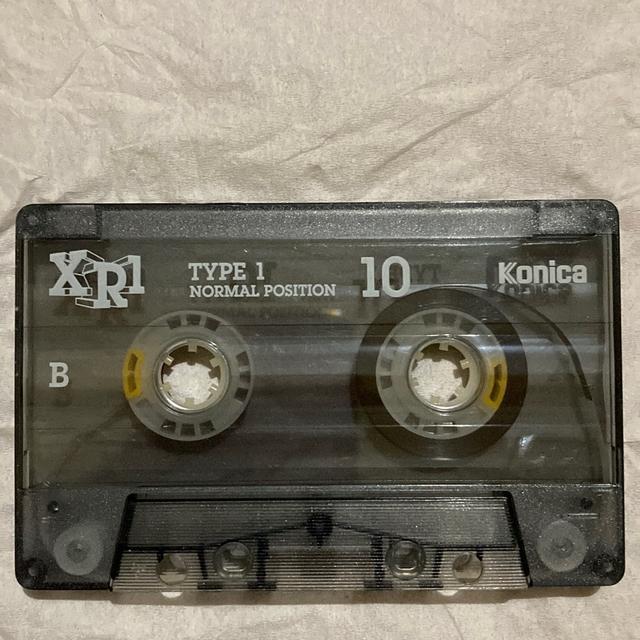 XR1
TYPE 1
NORMAL POSITION
10
Konica
B